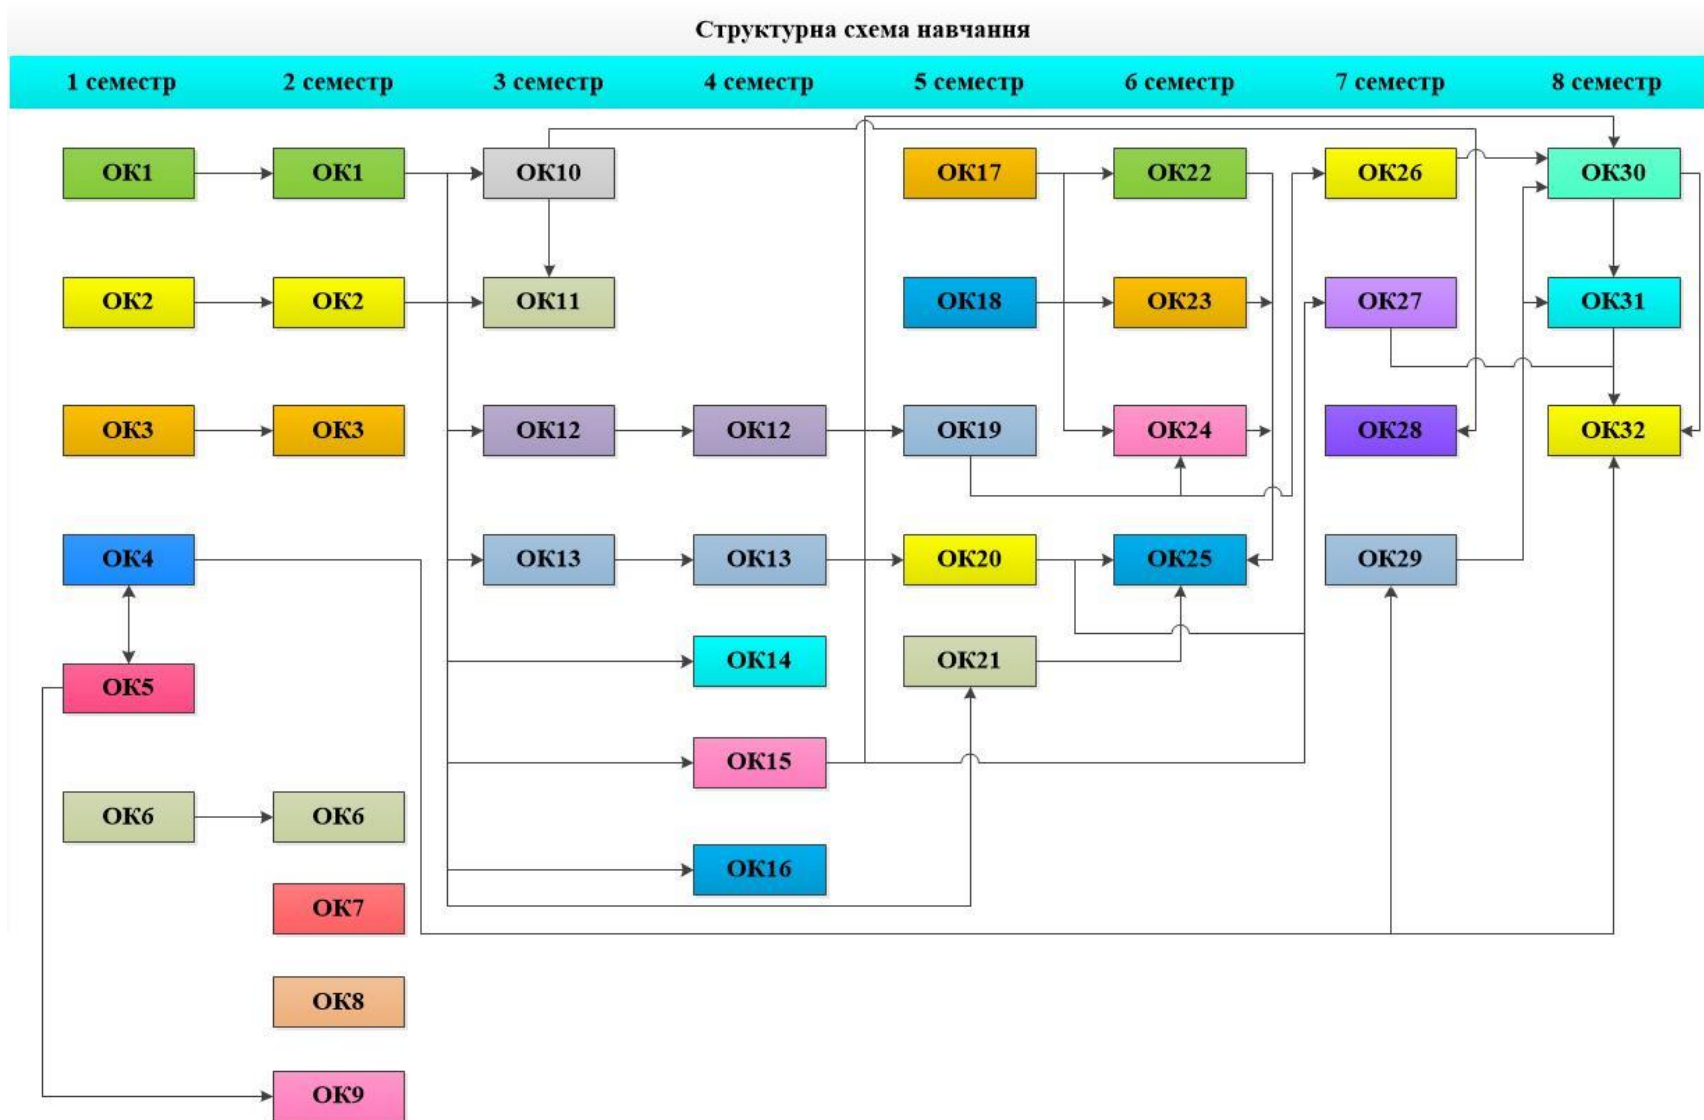 Структурна схема навчання
1 семестр 2 семестр 3 семестр 4 семестр 5 семестр 6 семестр 7 семестр 8 семестр
ОК1 ОК1 ОК10 ОК17 ОК22 ОК26 ОК30
ОК2 ОК2 ОК11 ОК18 ОК23 ОК27 ОК31
ОК3 ОК3 ОК12 ОК12 ОК19 ОК24 ОК28 ОК32
ОК4 ОК13 ОК13 ОК20 ОК25 ОК29
ОК14 ОК21
ОК5
ОК15
ОК6 ОК6
ОК16
ОК7
ОК8
ОК9